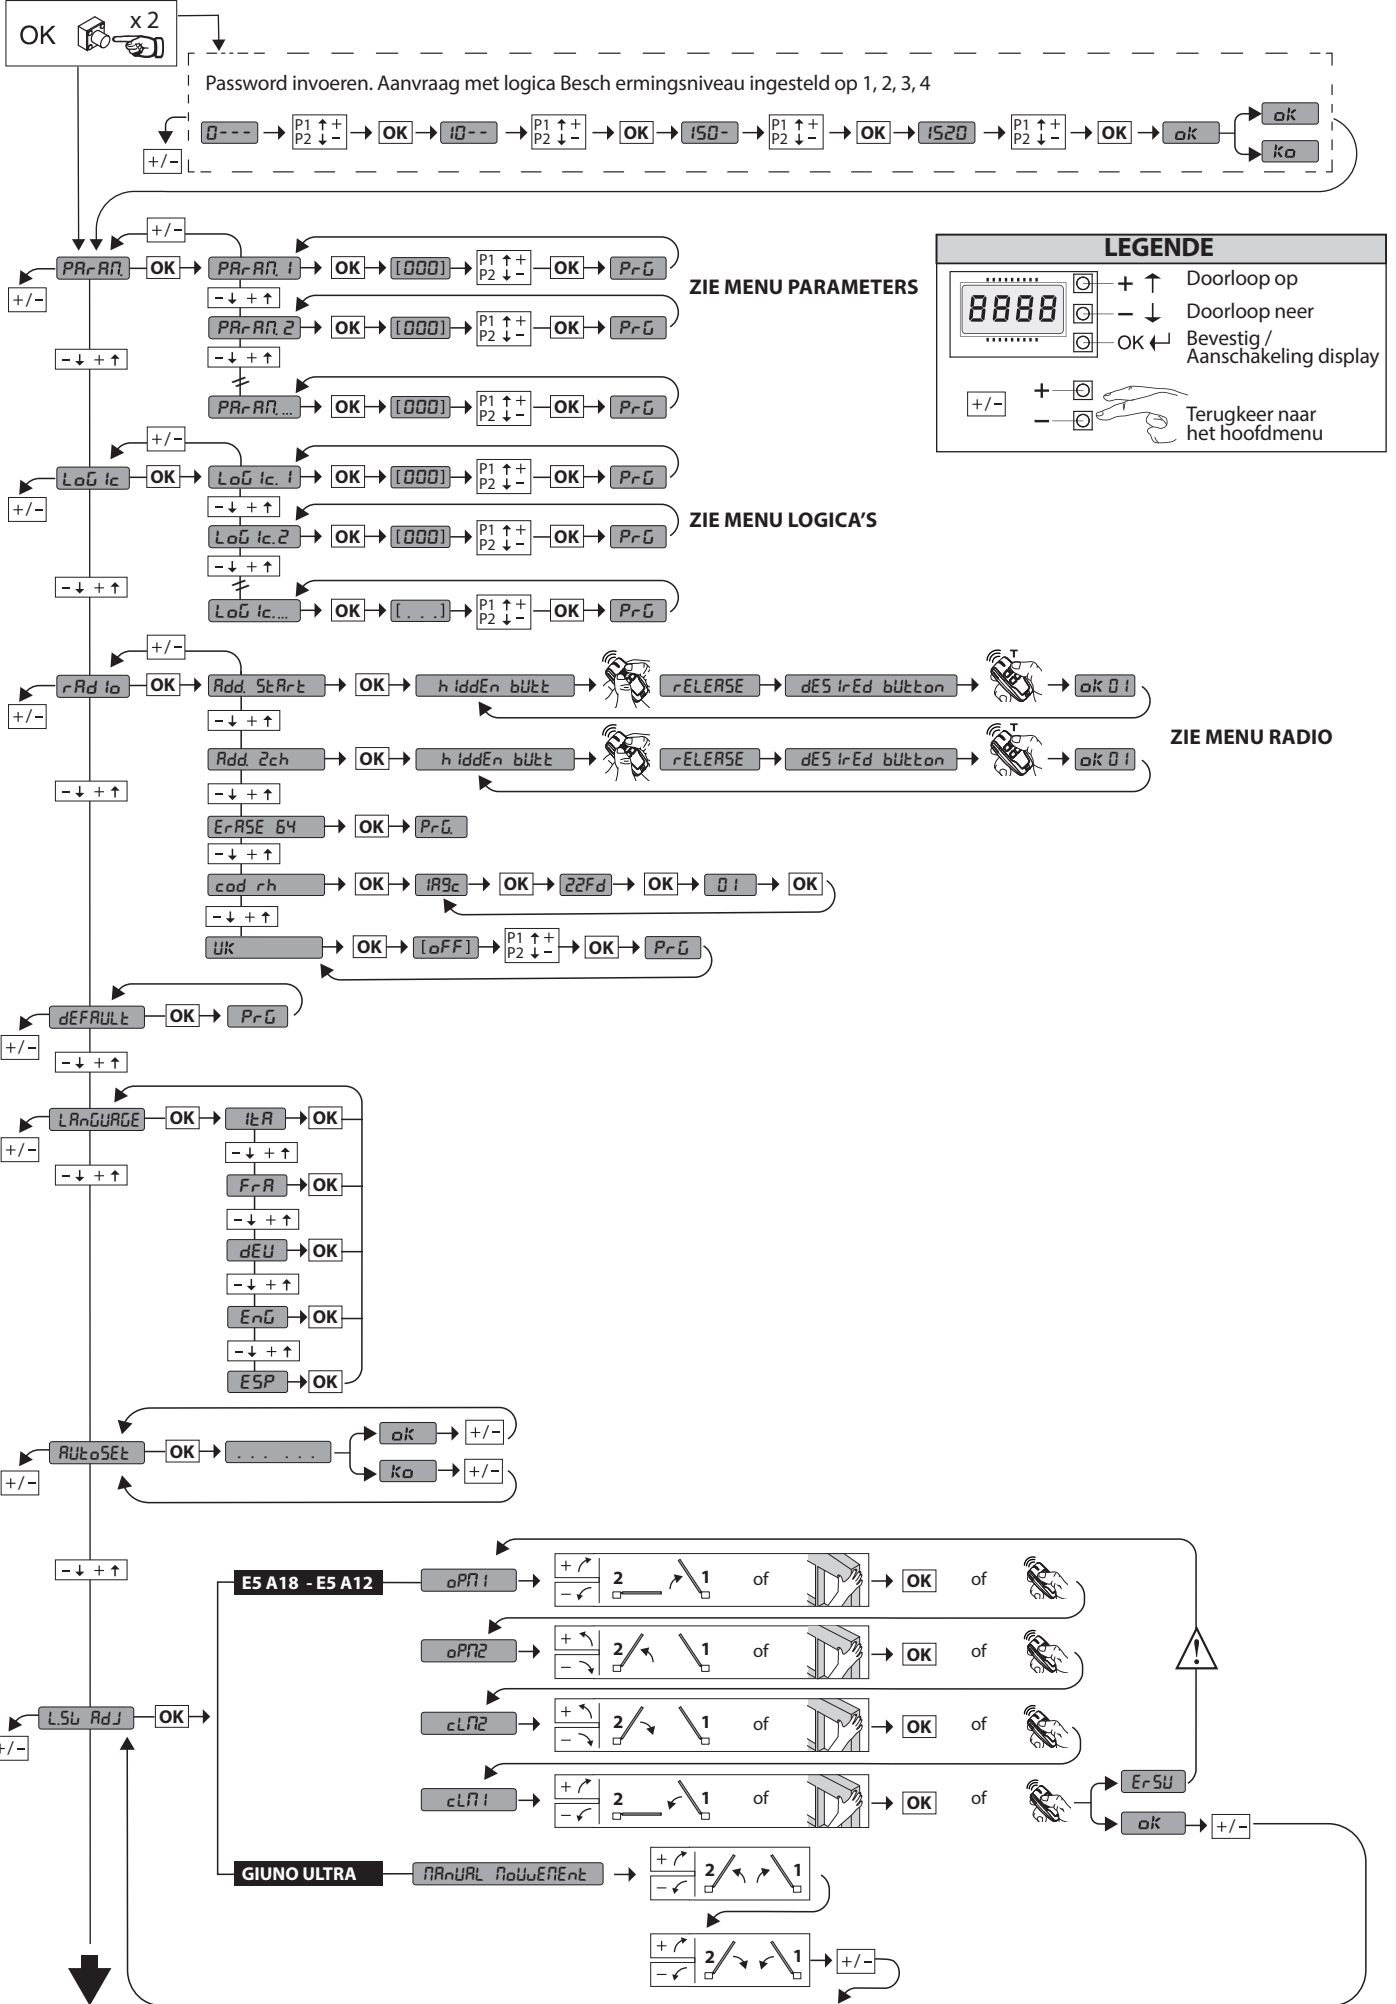 OK x 2
Password invoeren. Aanvraag met logica Besch ermingsniveau ingesteld op 1, 2, 3, 4
0--- P1 ↑ + P2 ↓ − OK 10-- P1 ↑ + P2 ↓ − OK 150- P1 ↑ + P2 ↓ − OK 1520 P1 ↑ + P2 ↓ − OK oK oK
+/- Ko
+/-
PArAM. OK PArAM. 1 OK [000] P1 ↑ + P2 ↓ − OK PrG
+/-
ZIE MENU PARAMETERS
− ↓ + ↑
PArAM. 2 OK [000] P1 ↑ + P2 ↓ − OK PrG
− ↓ + ↑ − ↓ + ↑
PArAM. ... OK [000] P1 ↑ + P2 ↓ − OK PrG
LEGENDE
8888
+ ↑ Doorloop op
− ↓ Doorloop neer
OK Bevestig /
Aanschakeling display
+/- + −
Terugkeer naar
het hoofdmenu
+/-
LoGIc OK LoGIc. 1 OK [000] P1 ↑ + P2 ↓ − OK PrG
+/-
− ↓ + ↑
ZIE MENU LOGICA'S
LoGIc.2 OK [000] P1 ↑ + P2 ↓ − OK PrG
− ↓ + ↑
− ↓ + ↑
LoGIc.... OK [. . .] P1 ↑ + P2 ↓ − OK PrG
+/-
rAdIo OK Add. StArt OK hIddEn bUtt rELEASE dESIrEd bUtton T oK 01
+/-
− ↓ + ↑
ZIE MENU RADIO
Add. 2ch OK hIddEn bUtt rELEASE dESIrEd bUtton T oK 01
− ↓ + ↑ − ↓ + ↑
ErASE 64 OK PrG.
− ↓ + ↑
cod rh OK 1A9c OK 22Fd OK 01 OK
− ↓ + ↑
UK OK [oFF] P1 ↑ + P2 ↓ − OK PrG
dEFAULt OK PrG
+/-
− ↓ + ↑
LAnGUAGE OK ItA OK
+/-
− ↓ + ↑ − ↓ + ↑
FrA OK
− ↓ + ↑
dEU OK
− ↓ + ↑
EnG OK
− ↓ + ↑
ESP OK
AUtoSEt OK . . . . . . oK +/-
Ko +/-
+/-
− ↓ + ↑
E5 A18 - E5 A12 oPM1 + − 2 1 of OK of
oPM2 + − 2 1 of OK of
!
L.SW AdJ OK cLM2 + − 2 1 of OK of
+/-
cLM1 + − 2 1 of OK of ErSW
oK +/-
GIUNO ULTRA MAnUAL MoUvEMEnt + − 2 1
+ − 2 1 +/-